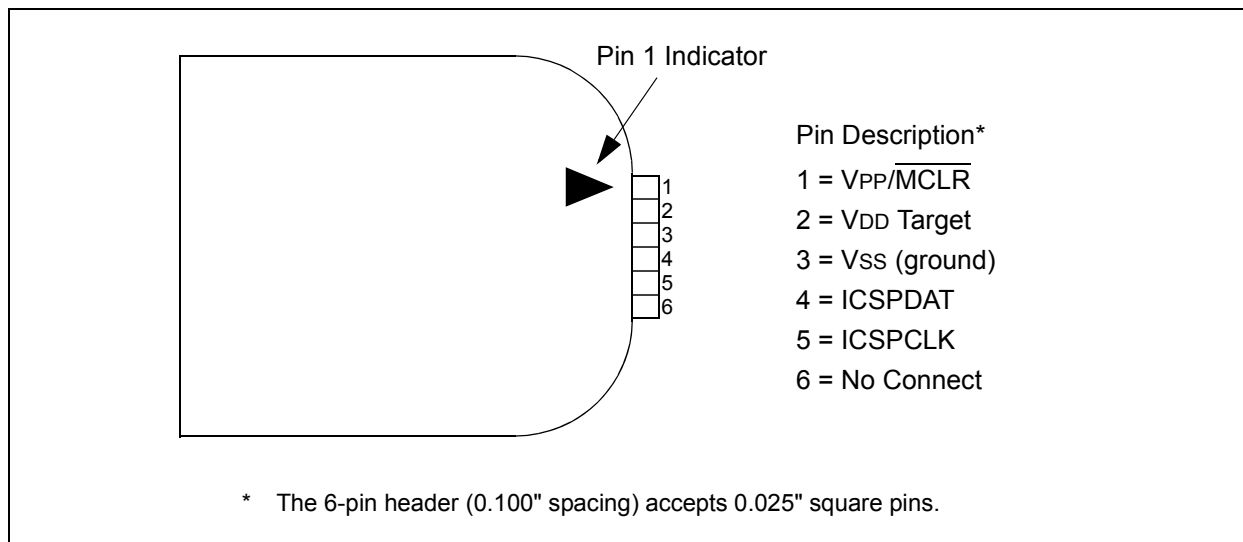 Pin 1 Indicator
1
2
3
4
5
6
Pin Description*
1 = VPP/M̅C̅L̅R̅
2 = VDD Target
3 = VSS (ground)
4 = ICSPDAT
5 = ICSPCLK
6 = No Connect
* The 6-pin header (0.100" spacing) accepts 0.025" square pins.